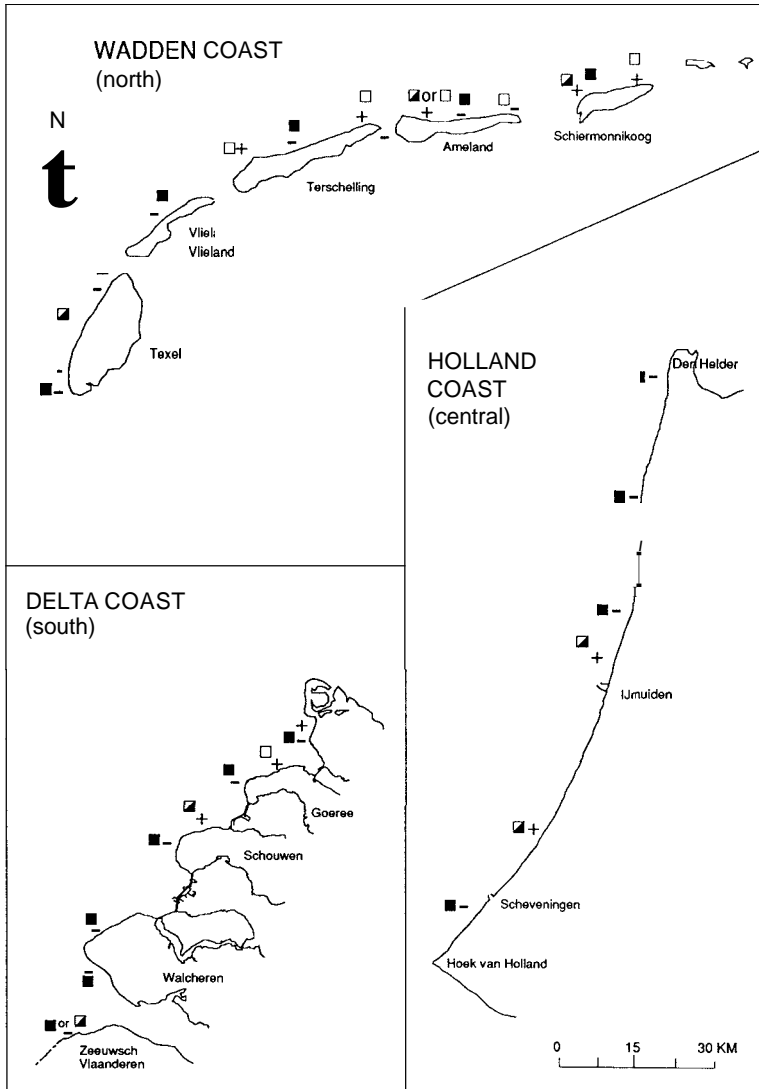 WADDEN COAST
(north)
N
t
or
Schiermonnikoog
Ameland
Terschelling
Vliel:
Vlieland
Texel
HOLLAND
COAST
(central)
Den Helder
IJmuiden
Scheveningen
Hoek van Holland
0 15 30 KM
DELTA COAST
(south)
Goeree
Schouwen
Walcheren
or
Zeeuwsch
Vlaanderen